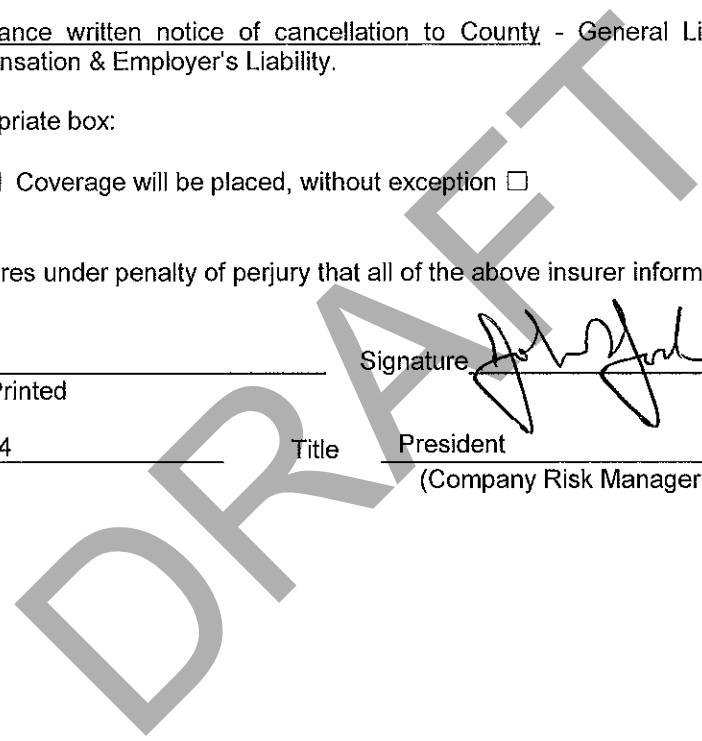 ance written notice of cancellation to County - General Li
nsation & Employer's Liability.
priate box:
Coverage will be placed, without exception ☐
res under penalty of perjury that all of the above insurer inform
Signature
Printed
4 Title President
(Company Risk Manager
DRAFT